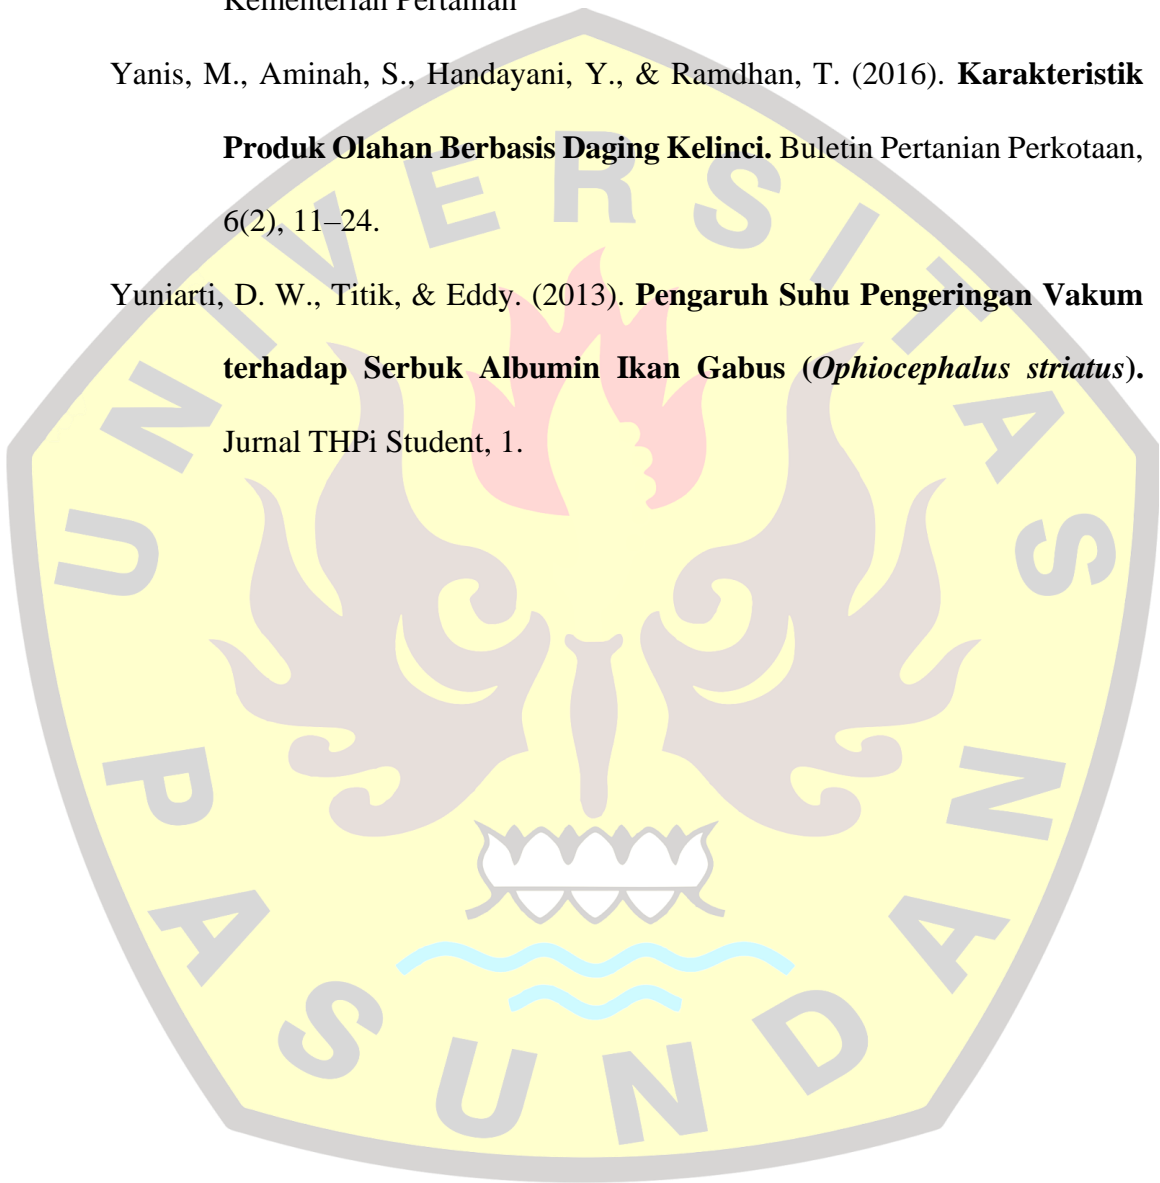 Kementerian Pertanian
Yanis, M., Aminah, S., Handayani, Y., & Ramdhan, T. (2016). Karakteristik
Produk Olahan Berbasis Daging Kelinci. Buletin Pertanian Perkotaan,
6(2), 11–24.
Yuniarti, D. W., Titik, & Eddy. (2013). Pengaruh Suhu Pengeringan Vakum
terhadap Serbuk Albumin Ikan Gabus (Ophiocephalus striatus).
Jurnal THPi Student, 1.
UNIVERSITAS
PASUNDAN